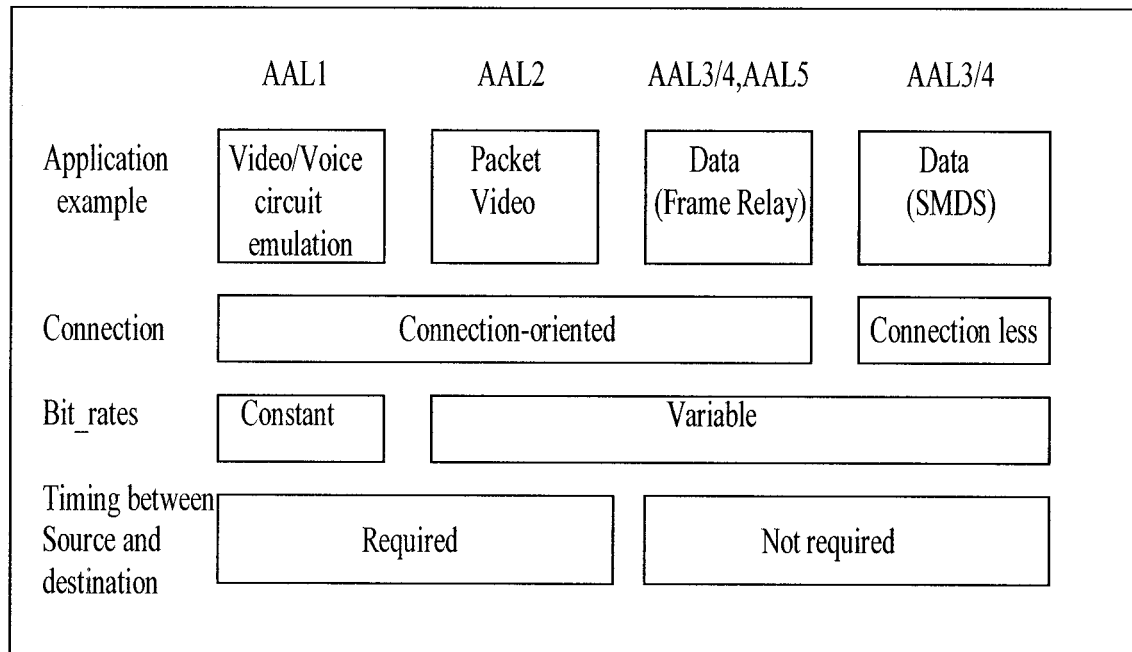 AAL1 AAL2 AAL3/4,AAL5 AAL3/4
Application
example
Video/Voice
circuit
emulation
Packet
Video
Data
(Frame Relay)
Data
(SMDS)
Connection
Connection-oriented
Connection less
Bit_rates
Constant
Variable
Timing between
Source and
destination
Required
Not required